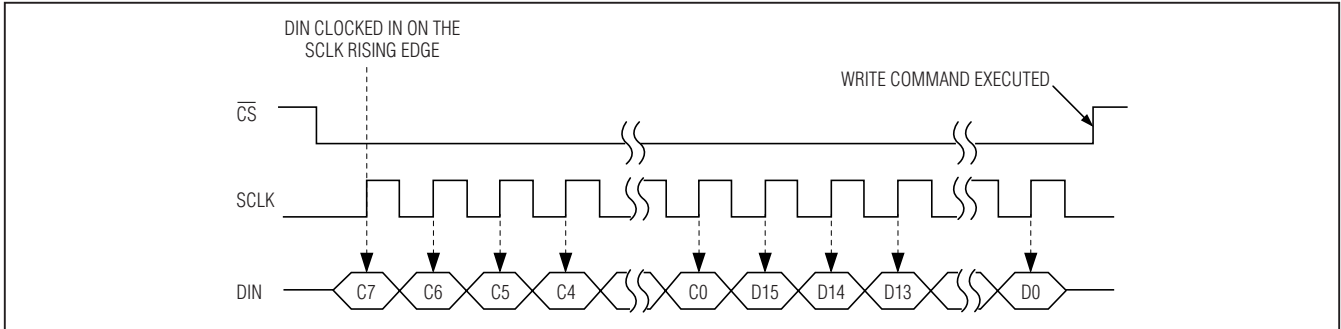 DIN CLOCKED IN ON THE
SCLK RISING EDGE
WRITE COMMAND EXECUTED
CS
SCLK
DIN C7 C6 C5 C4 C0 D15 D14 D13 D0